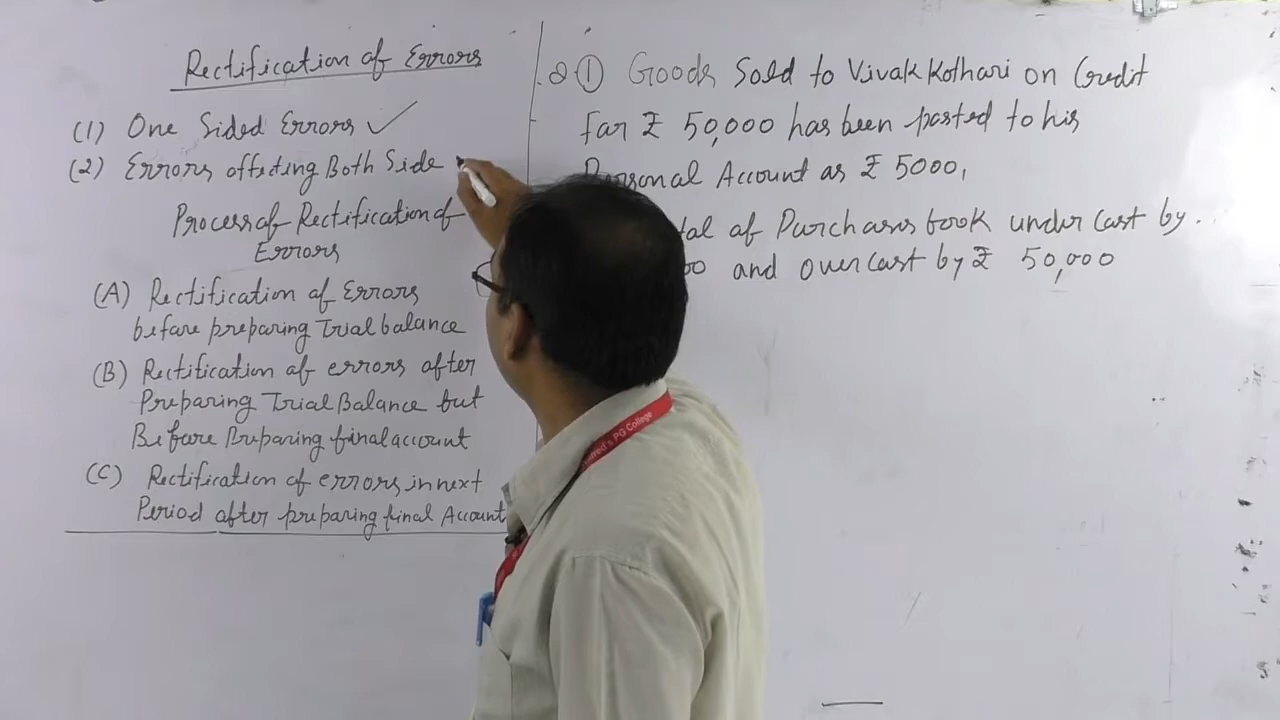 Rectification of Errors
(1) One Sided Errors ✓
(2) Errors affecting Both Side
Process of Rectification of
Errors
(A) Rectification of Errors
before preparing Trial balance
(B) Rectification of errors after
Preparing Trial Balance but
Before Preparing final account
(C) Rectification of errors in next
Period after preparing final Account
① Goods Sold to Vivak Kothari on Credit
For ₹ 50,000 has been posted to his
Personal Account as ₹ 5000,
tal of Purchases book under cast by
00 and over cast by ₹ 50,000
PG College